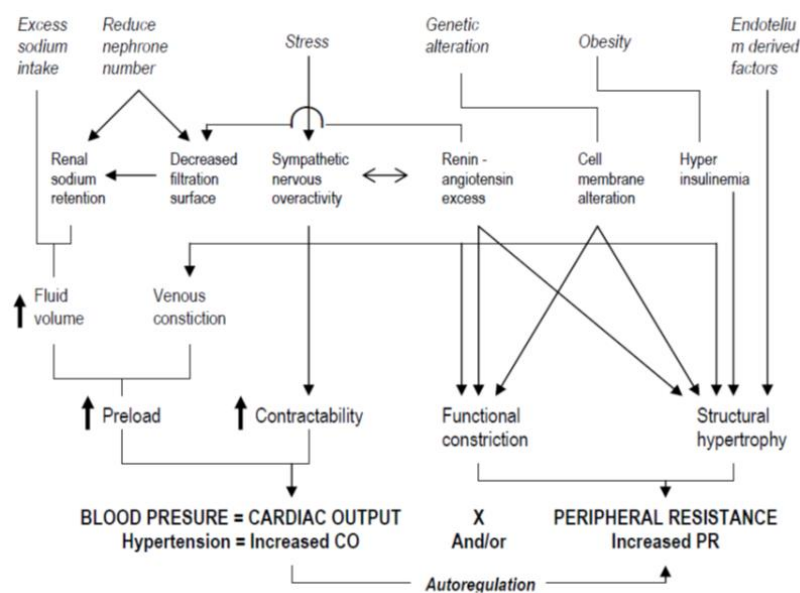 Excess
sodium
intake
Reduce
nephrone
number
Stress
Genetic
alteration
Obesity
Endoteliu
m derived
factors
Renal
sodium
retention
Decreased
filtration
surface
Sympathetic
nervous
overactivity
Renin -
angiotensin
excess
Cell
membrane
alteration
Hyper
insulinemia
Fluid
volume
Venous
constiction
Preload
Contractability
Functional
constriction
Structural
hypertrophy
BLOOD PRESURE = CARDIAC OUTPUT
X
PERIPHERAL RESISTANCE
Hypertension = Increased CO
And/or
Increased PR
Autoregulation